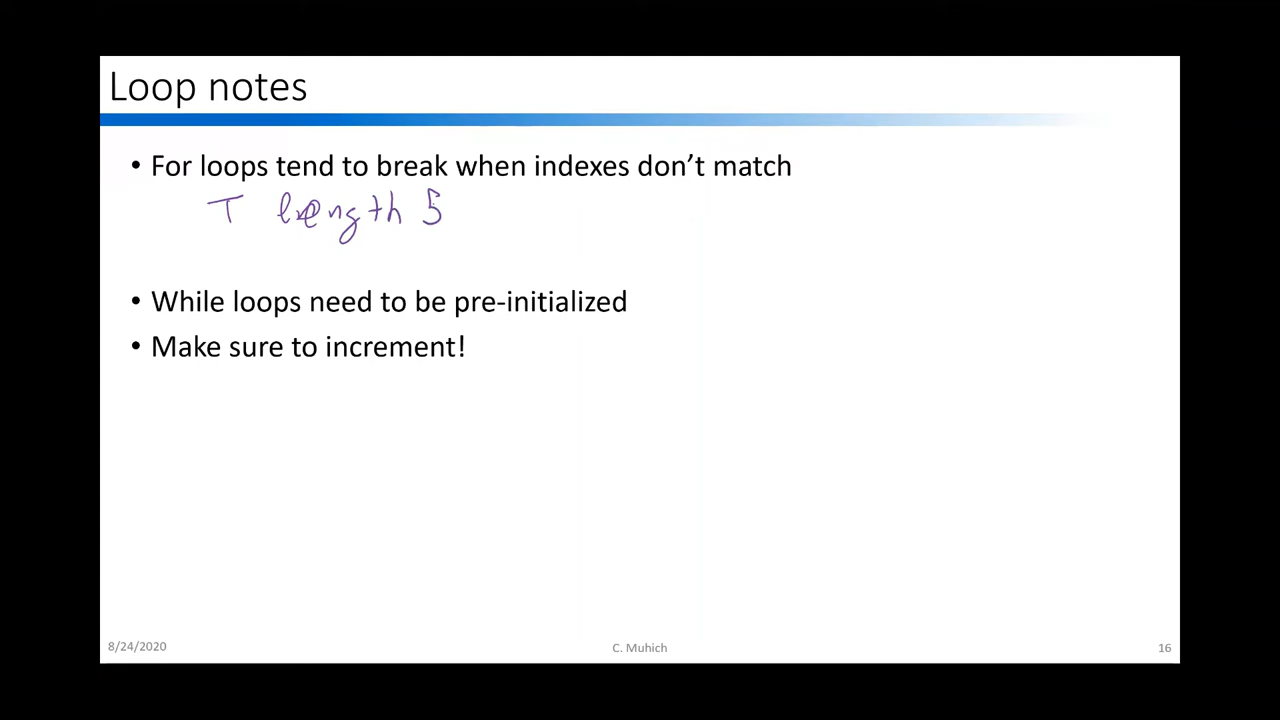 Loop notes
• For loops tend to break when indexes don’t match
T length 5
• While loops need to be pre-initialized
• Make sure to increment!
8/24/2020 C. Muhich 16